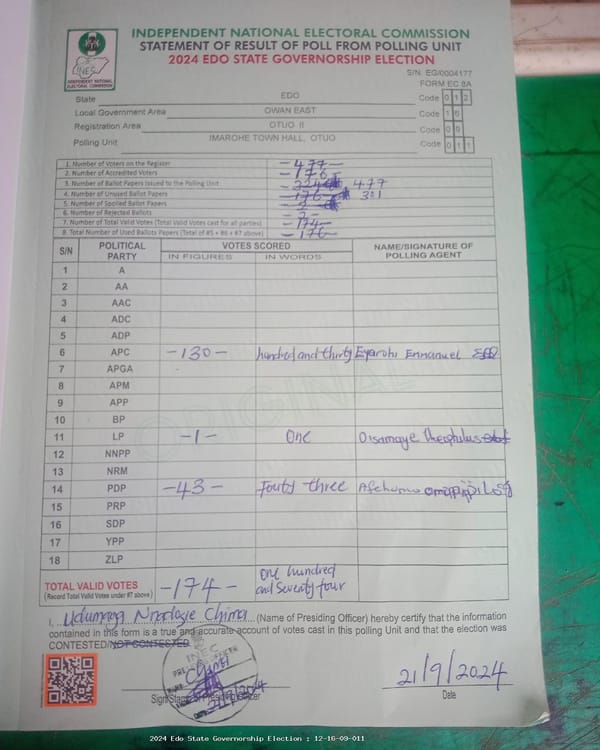 INDEPENDENT NATIONAL ELECTORAL COMMISSION
STATEMENT OF RESULT OF POLL FROM POLLING UNIT
2024 EDO STATE GOVERNORSHIP ELECTION
INEC
INDEPENDENT NATIONAL ELECTORAL COMMISSION
S/N: EG/0004177
FORM EC 8A
State EDO Code 0 1 2
Local Government Area OWAN EAST Code 1 6
Registration Area OTUO II Code 0 9
Polling Unit IMAROHE TOWN HALL, OTUO Code 0 1 1
1. Number of Voters on the Register -477-
2. Number of Accredited Voters -176-
3. Number of Ballot Papers Issued to the Polling Unit 477
4. Number of Unused Ballot Papers 301
5. Number of Spoiled Ballot Papers
6. Number of Rejected Ballots -2-
7. Number of Total Valid Votes (Total Valid Votes cast for all parties) -174-
8. Total Number of Used Ballots Papers (Total of #5 + #6 + #7 above) -176-
S/N POLITICAL PARTY VOTES SCORED NAME/SIGNATURE OF POLLING AGENT
IN FIGURES IN WORDS
1 A
2 AA
3 AAC
4 ADC
5 ADP
6 APC -130- hundred and thirty Eyarohi Emmanuel
7 APGA
8 APM
9 APP
10 BP
11 LP -1- One Oisamaye theophilus
12 NNPP
13 NRM
14 PDP -43- Fourty three
15 PRP
16 SDP
17 YPP
18 ZLP
ORIGINAL
TOTAL VALID VOTES -174- One hundred and Seventy four
(Record Total Valid Votes under #7 above)
I, Udumaga Nnadozie Chima (Name of Presiding Officer) hereby certify that the information
contained in this form is a true and accurate account of votes cast in this polling Unit and that the election was
CONTESTED/NOT CONTESTED
INEC
21/9/2024
Date
2024 Edo State Governorship Election : 12-16-09-011